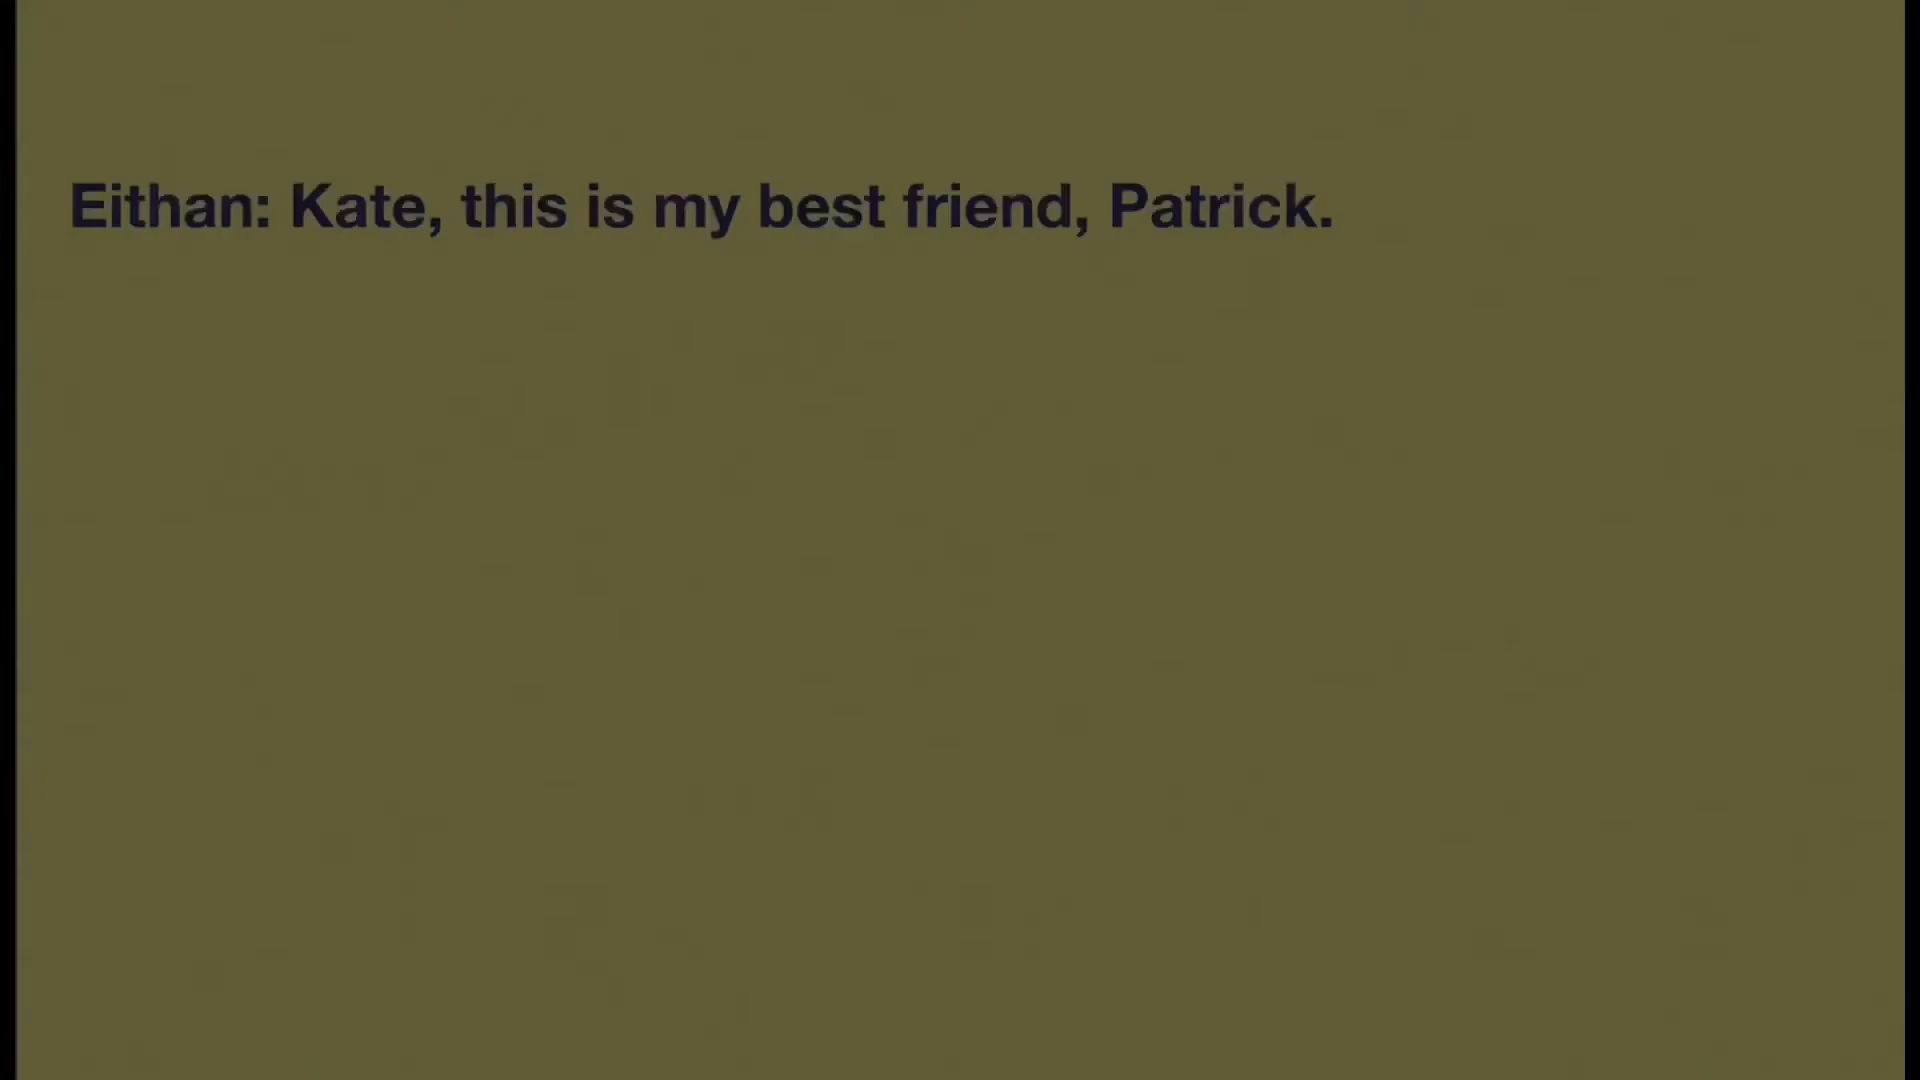 Eithan: Kate, this is my best friend, Patrick.